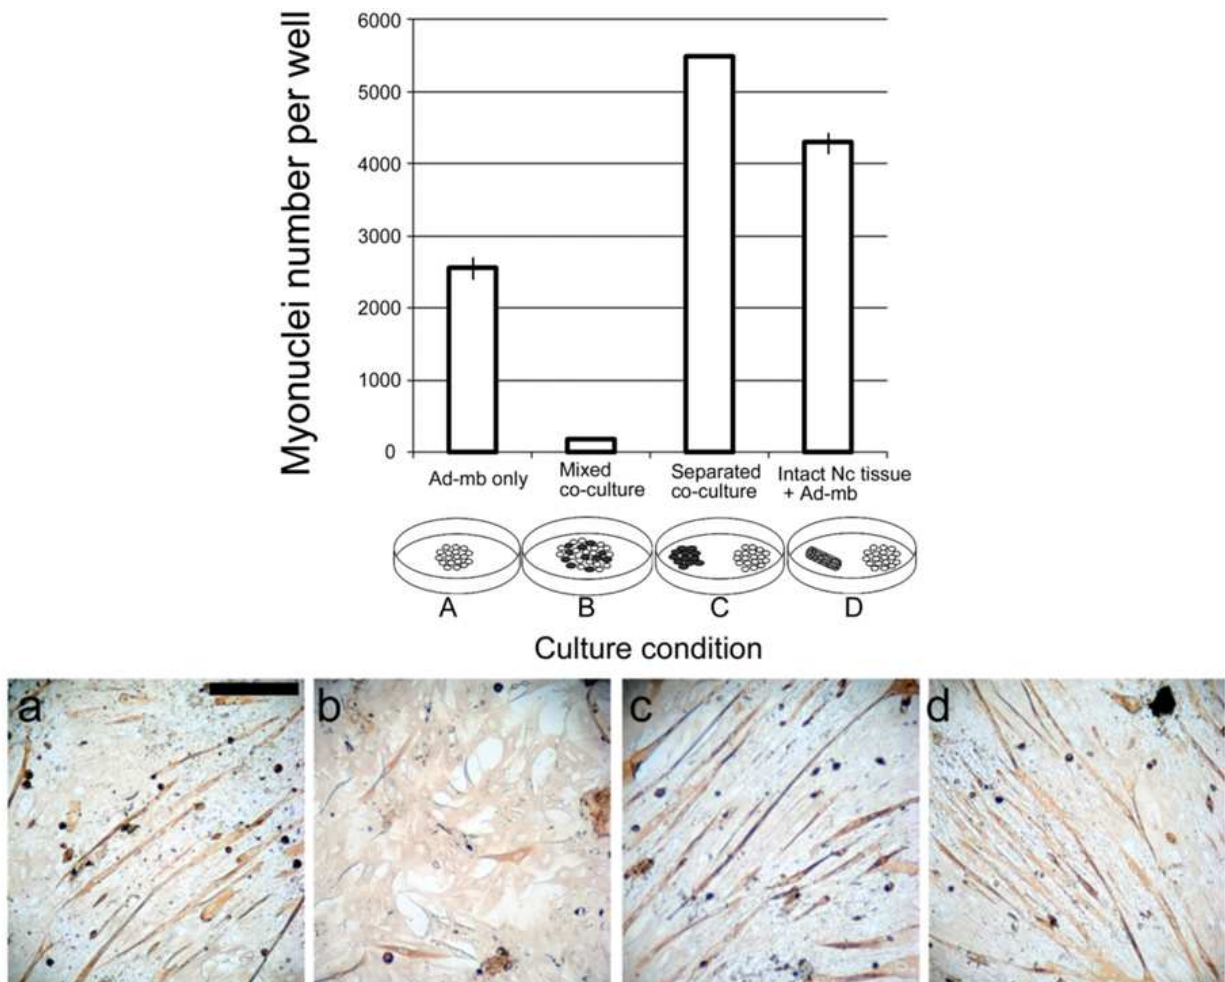 Myonuclei number per well
6000
5000
4000
3000
2000
1000
0
Ad-mb only
Mixed
co-culture
Separated
co-culture
Intact Nc tissue
+ Ad-mb
A B C D
Culture condition
a b c d